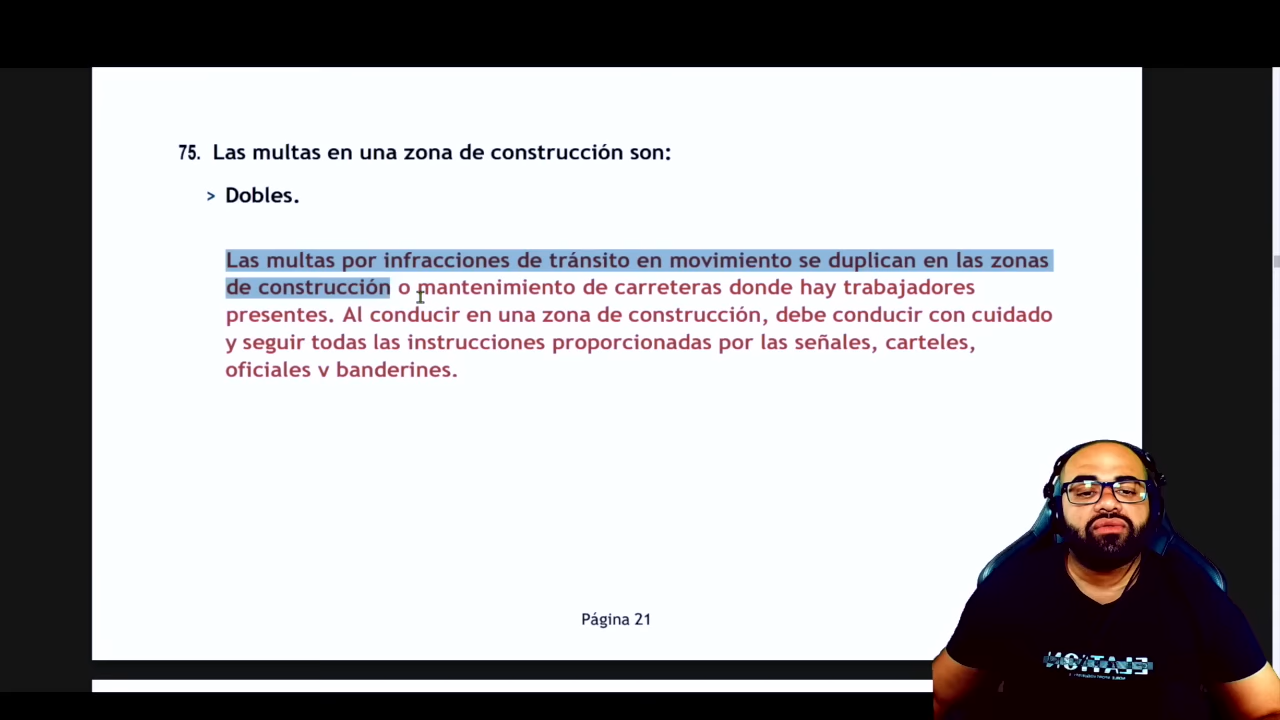 75. Las multas en una zona de construcción son:
> Dobles.
Las multas por infracciones de tránsito en movimiento se duplican en las zonas
de construcción o mantenimiento de carreteras donde hay trabajadores
presentes. Al conducir en una zona de construcción, debe conducir con cuidado
y seguir todas las instrucciones proporcionadas por las señales, carteles,
oficiales y banderines.
Página 21